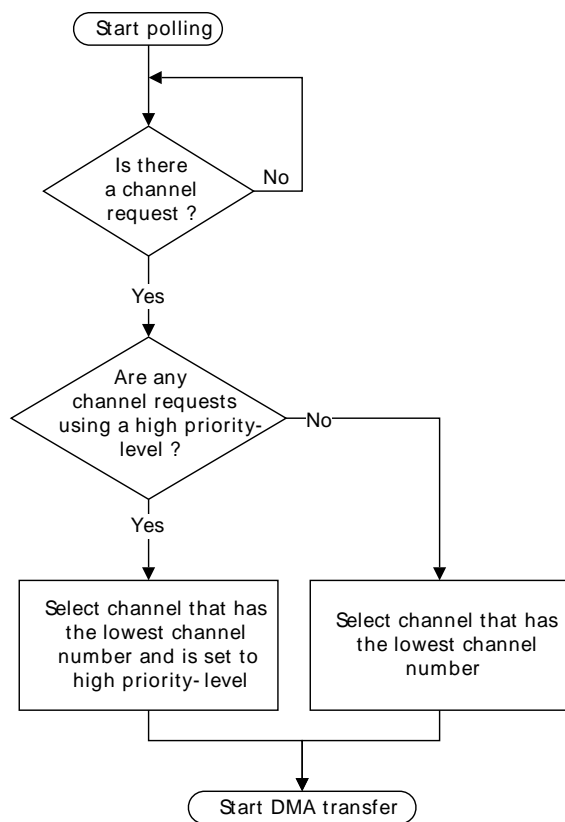 Start polling
Is there
a channel
request ?
No
Yes
Are any
channel requests
using a high priority-
level ?
No
Yes
Select channel that has
the lowest channel
number and is set to
high priority- level
Select channel that has
the lowest channel
number
Start DMA transfer